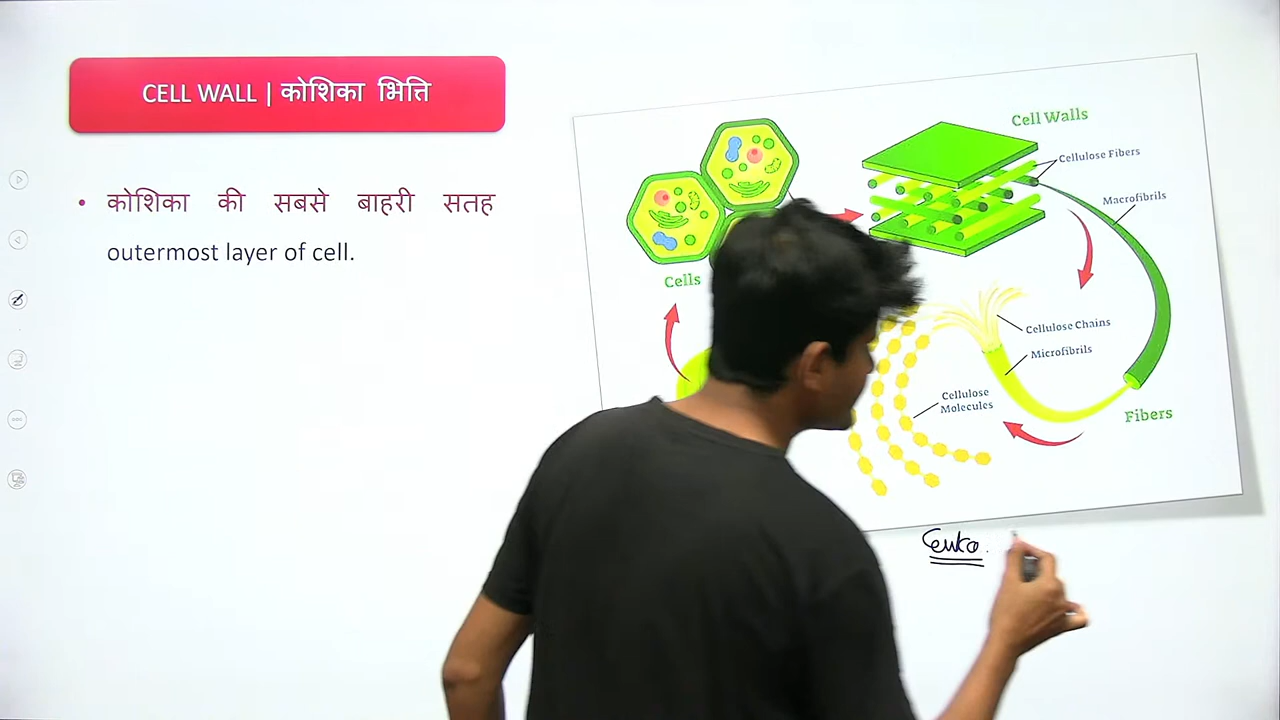 CELL WALL | कोशिका भित्ति
• कोशिका की सबसे बाहरी सतह
outermost layer of cell.
Cell Walls
Cellulose Fibers
Macrofibrils
Cells
Cellulose Chains
Microfibrils
Cellulose
Molecules
Fibers